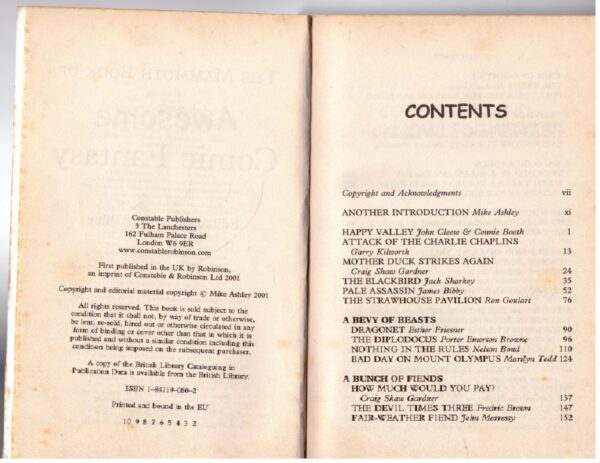 Constable Publishers
3 The Lanchesters
162 Fulham Palace Road
London W6 9ER
www.constablerobinson.com
First published in the UK by Robinson,
an imprint of Constable & Robinson Ltd 2001
Copyright and editorial material copyright © Mike Ashley 2001
All rights reserved. This book is sold subject to the
condition that it shall not, by way of trade or otherwise,
be lent, re-sold, hired out or otherwise circulated in any
form of binding or cover other than that in which it is
published and without a similar condition including this
condition being imposed on the subsequent purchaser.
A copy of the British Library Cataloguing in
Publication Data is available from the British Library.
ISBN 1-84119-080-2
Printed and bound in the EU
10 9 8 7 6 5 4 3 2
CONTENTS
Copyright and Acknowledgments vii
ANOTHER INTRODUCTION Mike Ashley xi
HAPPY VALLEY John Cleese & Connie Booth 1
ATTACK OF THE CHARLIE CHAPLINS
Garry Kilworth 13
MOTHER DUCK STRIKES AGAIN
Craig Shaw Gardner 24
THE BLACKBIRD Jack Sharkey 35
PALE ASSASSIN James Bibby 52
THE STRAWHOUSE PAVILION Ron Goulart 76
A BEVY OF BEASTS
DRAGONET Esther Friesner 90
THE DIPLODOCUS Porter Emerson Browne 96
NOTHING IN THE RULES Nelson Bond 110
BAD DAY ON MOUNT OLYMPUS Marilyn Todd 124
A BUNCH OF FIENDS
HOW MUCH WOULD YOU PAY?
Craig Shaw Gardner 137
THE DEVIL TIMES THREE Fredric Brown 147
FAIR-WEATHER FIEND John Morressy 152